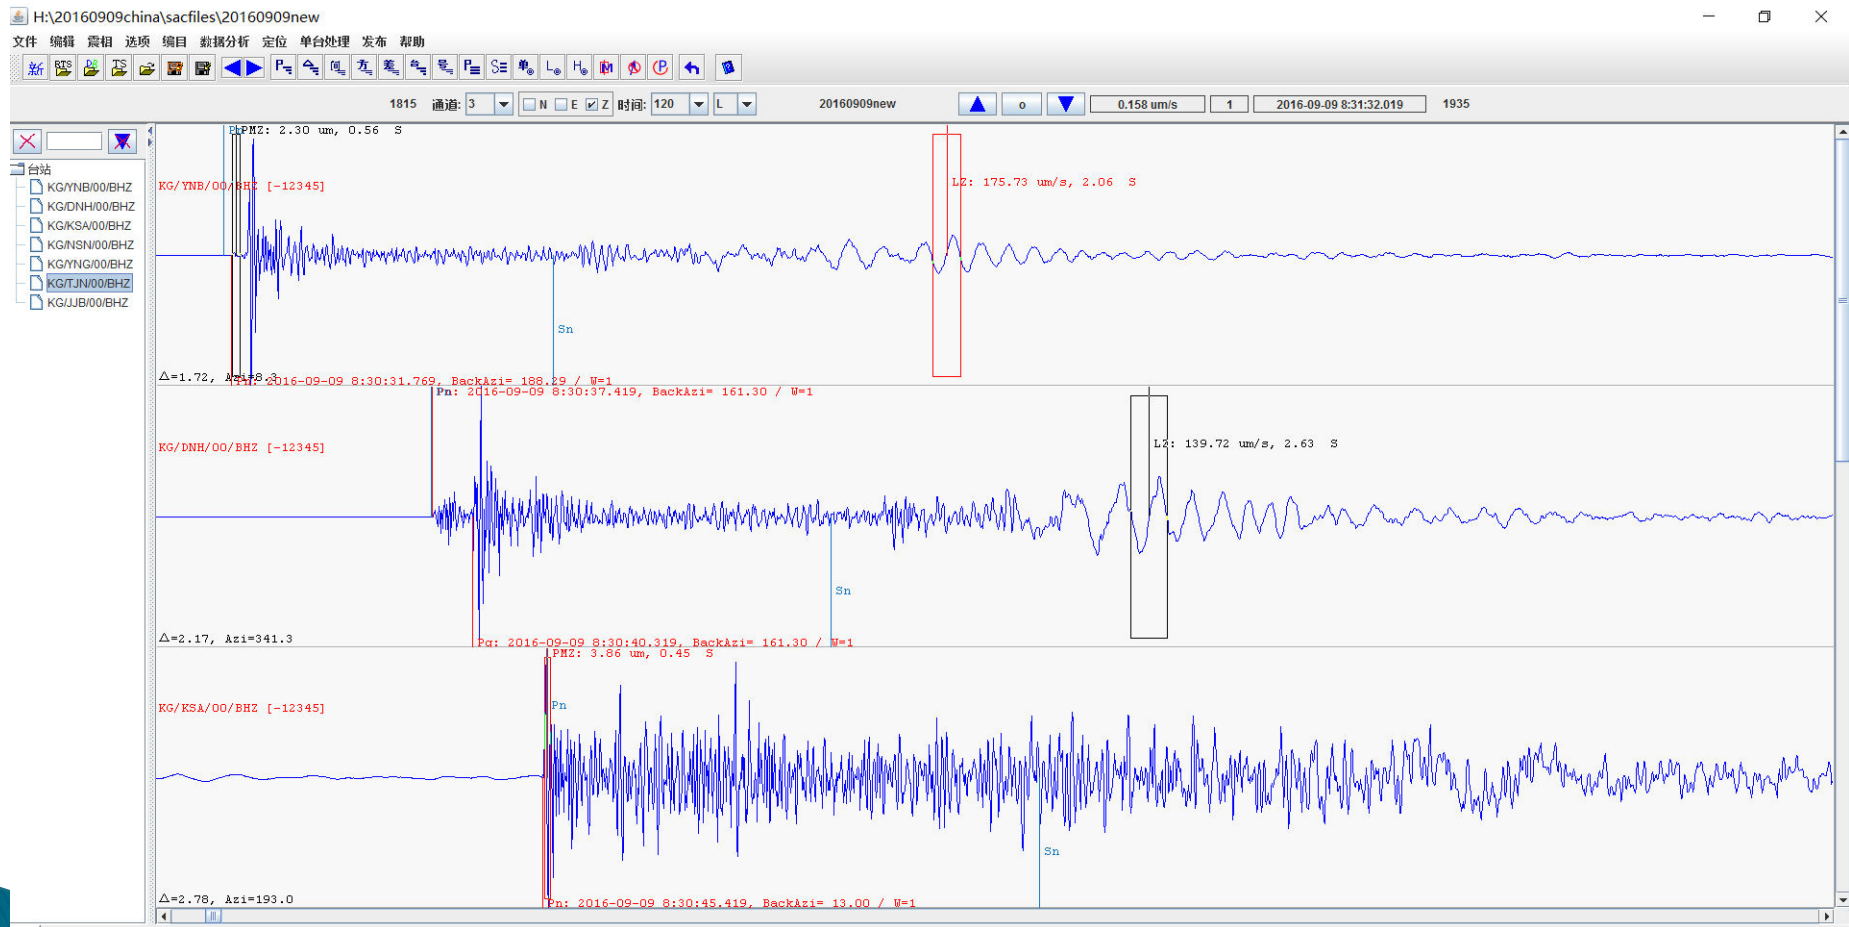 H:\20160909china\sacfiles\20160909new
文件 编辑 震相 选项 编目 数据分析 定位 单台处理 发布 帮助
新 RTS TS
1815 通道: 3 N E Z 时间: 120 L 20160909new o 0.158 um/s 1 2016-09-09 8:31:32.019 1935
台站
KG/YNB/00/BHZ
KG/DNH/00/BHZ
KG/KSA/00/BHZ
KG/NSN/00/BHZ
KG/YNG/00/BHZ
KG/TJN/00/BHZ
KG/JJB/00/BHZ
PMZ: 2.30 um, 0.56 S
KG/YNB/00/BHZ [-12345]
LZ: 175.73 um/s, 2.06 S
Sn
△=1.72, Azi=8.3
Pn: 2016-09-09 8:30:31.769, BackAzi= 188.29 / W=1
Pn: 2016-09-09 8:30:37.419, BackAzi= 161.30 / W=1
KG/DNH/00/BHZ [-12345]
LZ: 139.72 um/s, 2.63 S
Sn
△=2.17, Azi=341.3
Pg: 2016-09-09 8:30:40.319, BackAzi= 161.30 / W=1
PMZ: 3.86 um, 0.45 S
KG/KSA/00/BHZ [-12345]
Pn
Sn
△=2.78, Azi=193.0
Pn: 2016-09-09 8:30:45.419, BackAzi= 13.00 / W=1